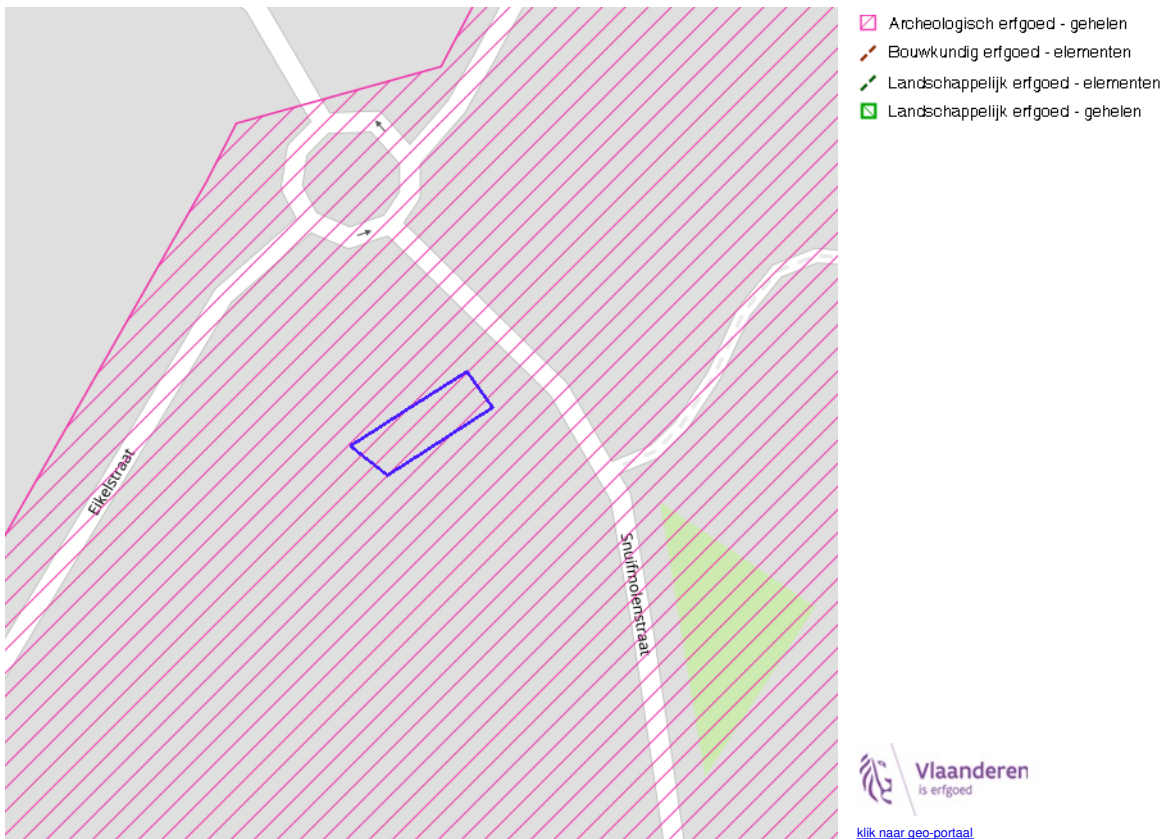 Archeologisch erfgoed - gehelen
Bouwkundig erfgoed - elementen
Landschappelijk erfgoed - elementen
Landschappelijk erfgoed - gehelen
Eikelstraat
Snuifmolenstraat
Vlaanderen
is erfgoed
klik naar geo-portaal